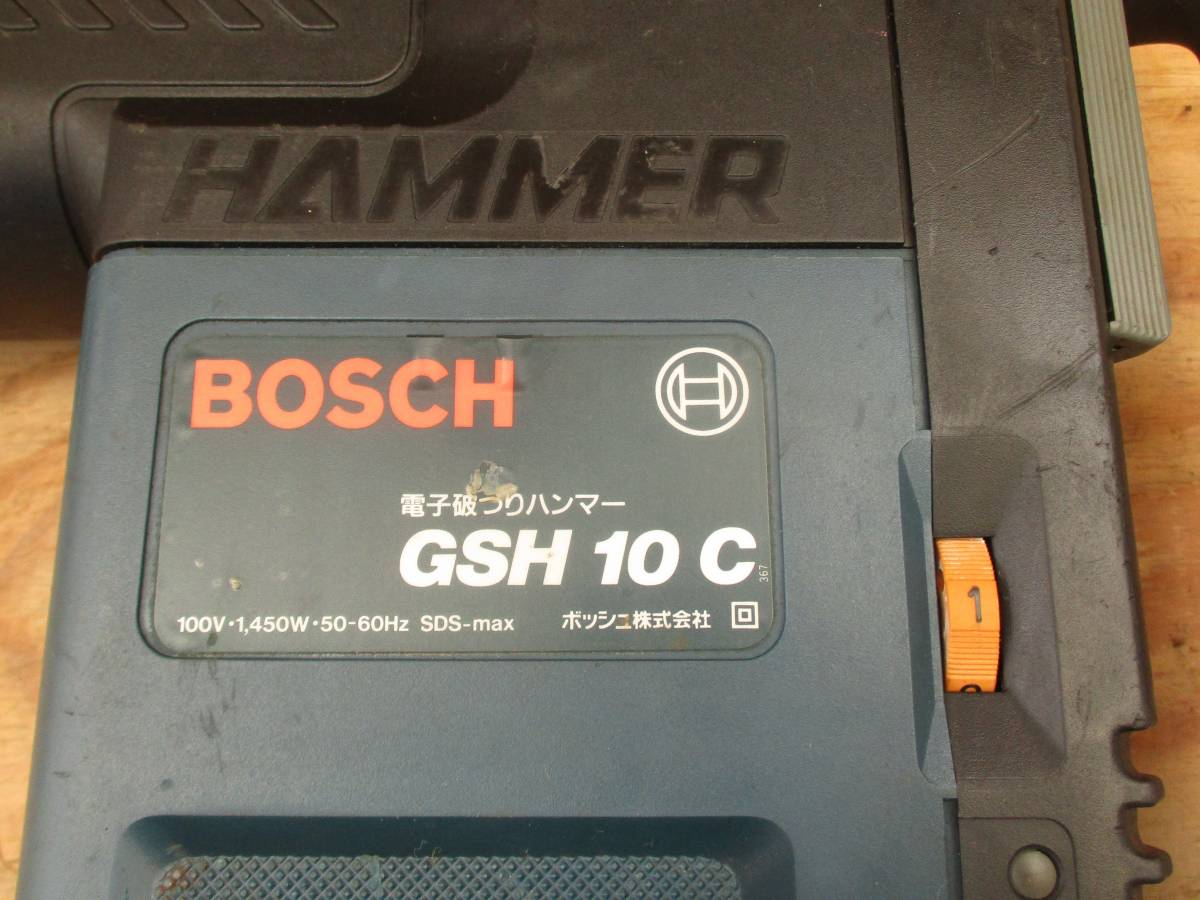 HAMMER
BOSCH
電子破つりハンマー
GSH 10 C
367
100V・1,450W・50-60Hz SDS-max ボッシュ株式会社
1